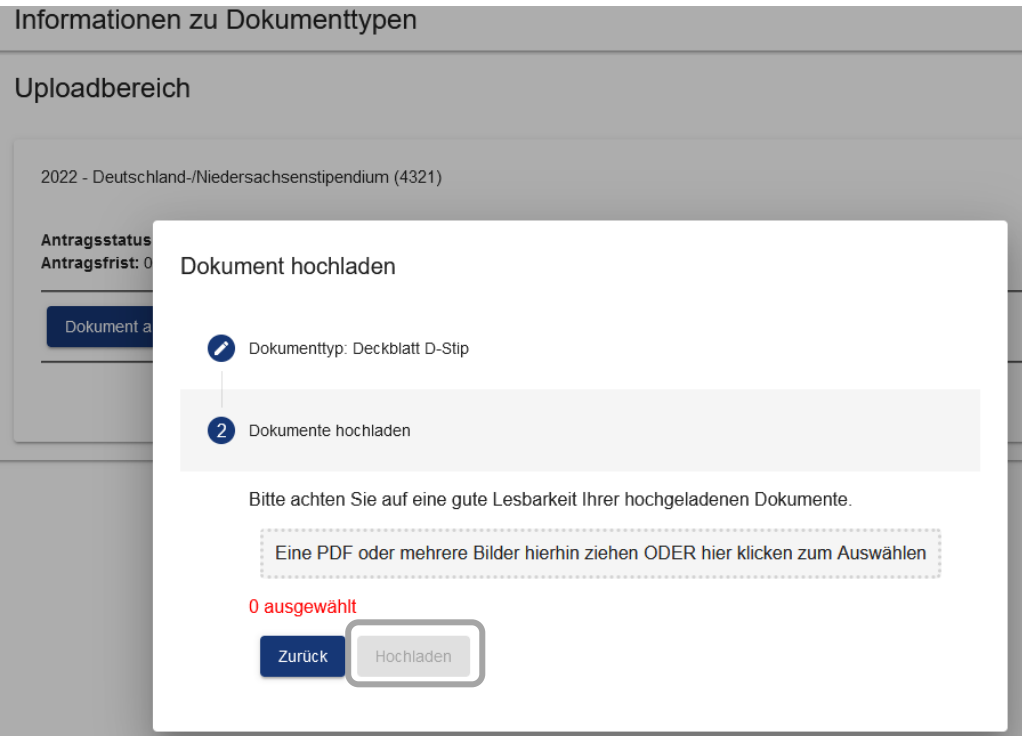 Informationen zu Dokumenttypen
Uploadbereich
2022 - Deutschland-/Niedersachsenstipendium (4321)
Antragsstatus
Antragsfrist: 0
Dokument a
Dokument hochladen
Dokumenttyp: Deckblatt D-Stip
2 Dokumente hochladen
Bitte achten Sie auf eine gute Lesbarkeit Ihrer hochgeladenen Dokumente.
Eine PDF oder mehrere Bilder hierhin ziehen ODER hier klicken zum Auswählen
0 ausgewählt
Zurück Hochladen